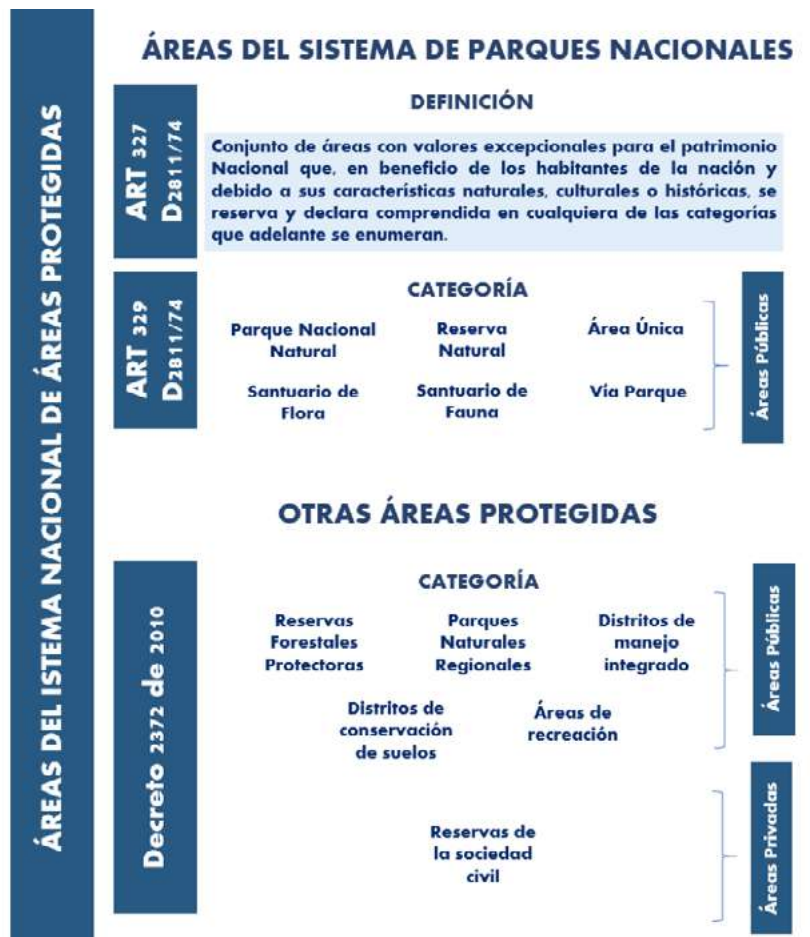 ÁREAS DEL ISTEMA NACIONAL DE ÁREAS PROTEGIDAS
ÁREAS DEL SISTEMA DE PARQUES NACIONALES
ART 327
D2811/74
DEFINICIÓN
Conjunto de áreas con valores excepcionales para el patrimonio
Nacional que, en beneficio de los habitantes de la nación y
debido a sus características naturales, culturales o históricas, se
reserva y declara comprendida en cualquiera de las categorías
que adelante se enumeran.
ART 329
D2811/74
CATEGORÍA
Parque Nacional
Natural
Reserva
Natural
Área Única
Santuario de
Flora
Santuario de
Fauna
Vía Parque
Áreas Públicas
OTRAS ÁREAS PROTEGIDAS
Decreto 2372 de 2010
CATEGORÍA
Reservas
Forestales
Protectoras
Parques
Naturales
Regionales
Distritos de
manejo
integrado
Distritos de
conservación
de suelos
Áreas de
recreación
Áreas Públicas
Reservas de
la sociedad
civil
Áreas Privadas